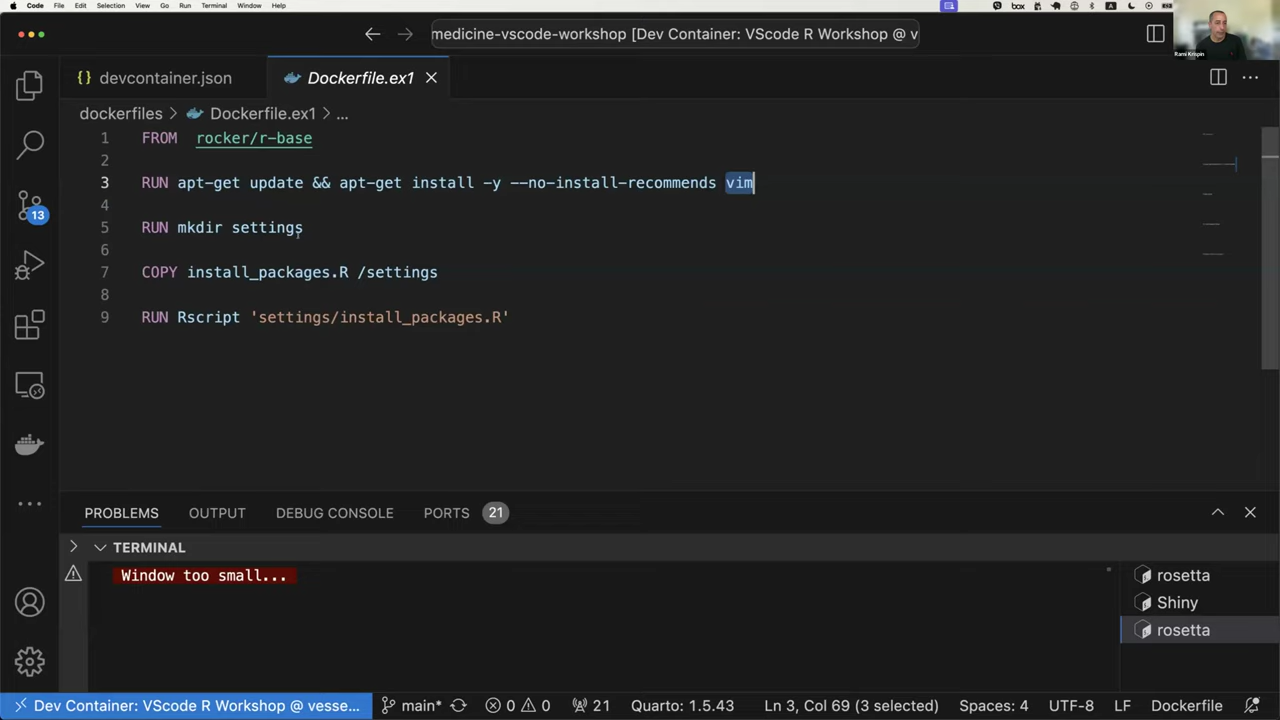 Code File Edit Selection View Go Run Terminal Window Help
box A
medicine-vscode-workshop [Dev Container: VScode R Workshop @ v
Rami Krispin
{} devcontainer.json
Dockerfile.ex1
dockerfiles > Dockerfile.ex1 > ...
1 FROM rocker/r-base
2
3 RUN apt-get update && apt-get install -y --no-install-recommends vim
4
5 RUN mkdir settings
6
7 COPY install_packages.R /settings
8
9 RUN Rscript 'settings/install_packages.R'
13
PROBLEMS OUTPUT DEBUG CONSOLE PORTS 21
TERMINAL
Window too small...
rosetta
Shiny
rosetta
Dev Container: VScode R Workshop @ vesse... main* 0 0 21 Quarto: 1.5.43 Ln 3, Col 69 (3 selected) Spaces: 4 UTF-8 LF Dockerfile